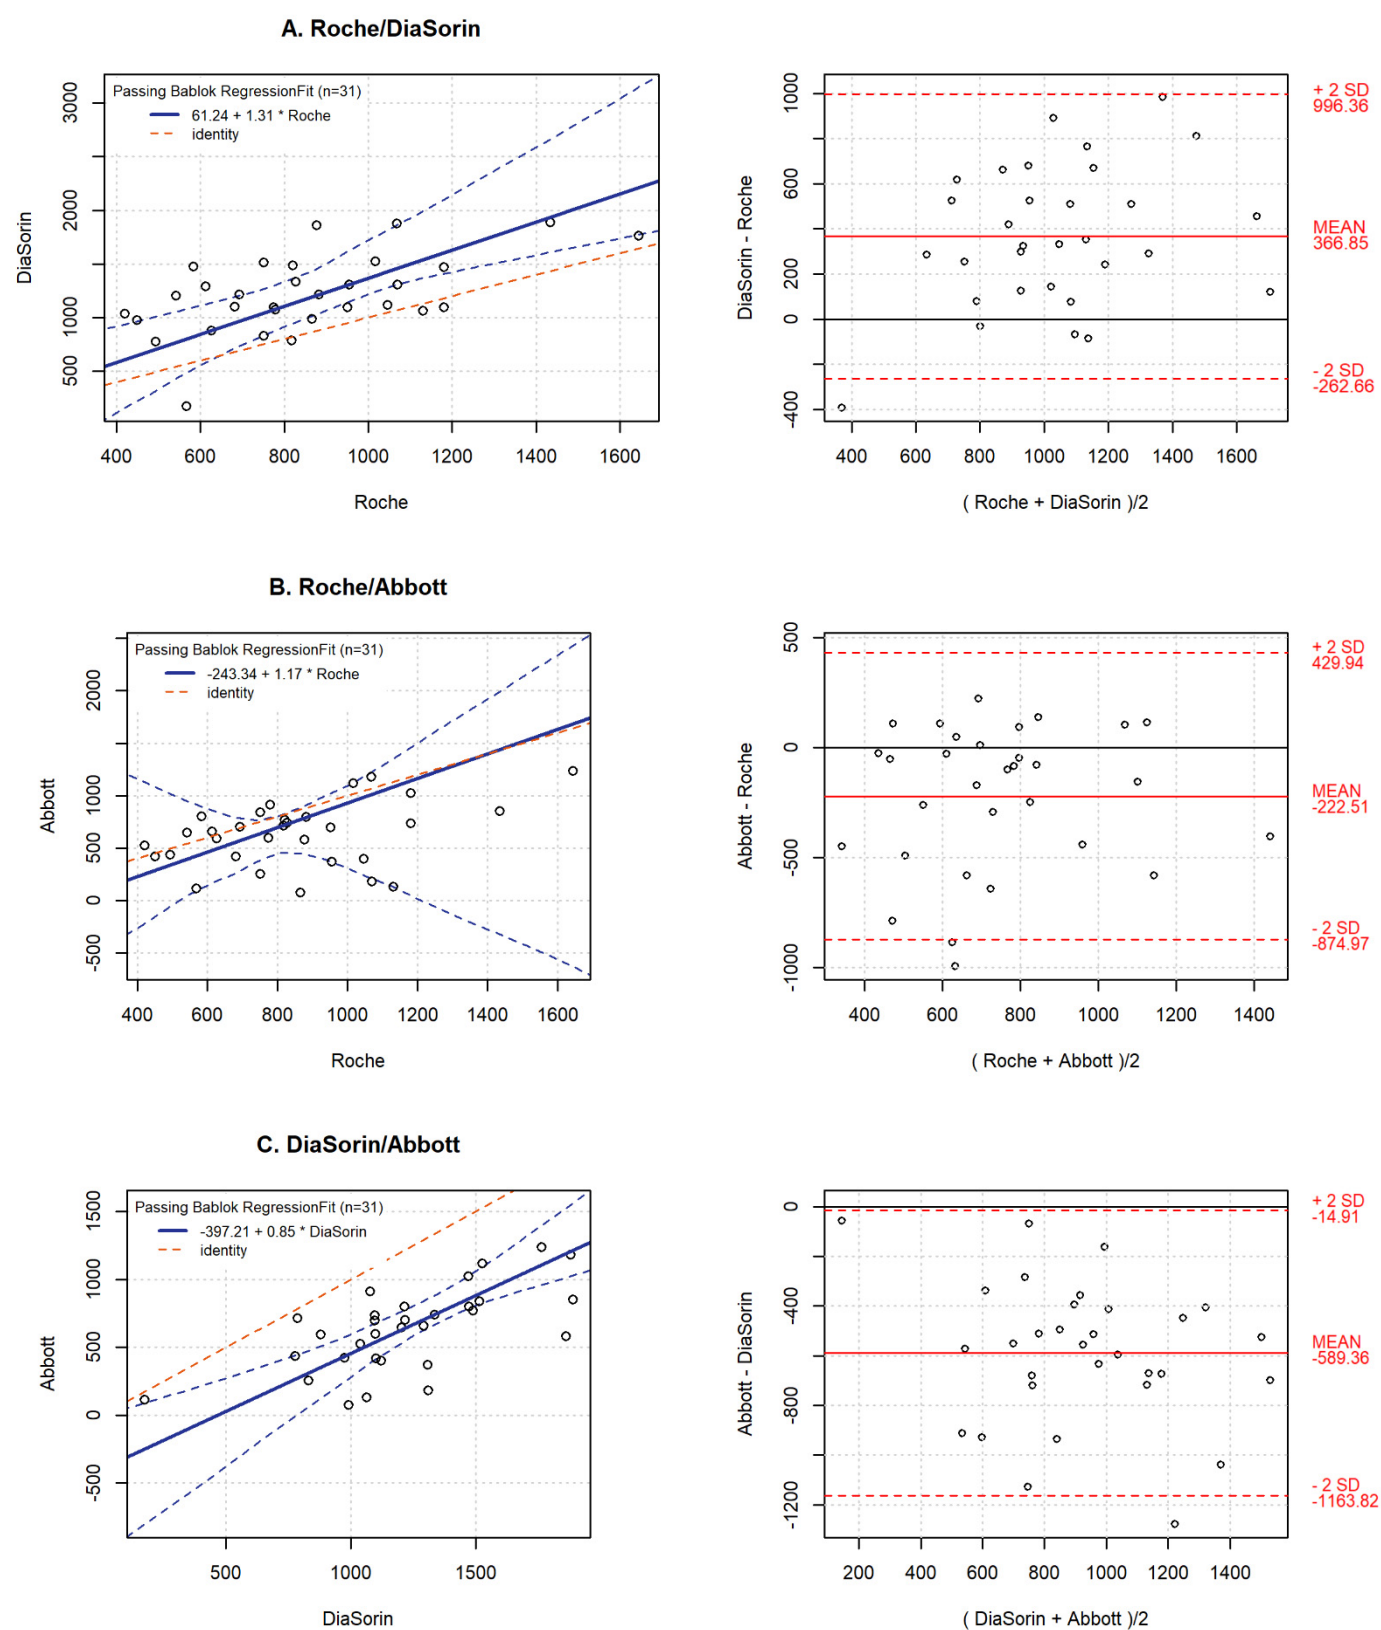 A. Roche/DiaSorin
Passing Bablok RegressionFit (n=31)
61.24 + 1.31 * Roche
identity
3000
2000
1000
500
DiaSorin
400 600 800 1000 1200 1400 1600
Roche
1000
600
200
0
-400
DiaSorin - Roche
+ 2 SD
996.36
MEAN
366.85
- 2 SD
-262.66
400 600 800 1000 1200 1400 1600
( Roche + DiaSorin )/2
B. Roche/Abbott
Passing Bablok RegressionFit (n=31)
-243.34 + 1.17 * Roche
identity
2000
1000
500
0
-500
Abbott
400 600 800 1000 1200 1400 1600
Roche
500
0
-500
-1000
Abbott - Roche
+ 2 SD
429.94
MEAN
-222.51
- 2 SD
-874.97
400 600 800 1000 1200 1400
( Roche + Abbott )/2
C. DiaSorin/Abbott
Passing Bablok RegressionFit (n=31)
-397.21 + 0.85 * DiaSorin
identity
1500
1000
500
0
-500
Abbott
500 1000 1500
DiaSorin
0
-400
-800
-1200
Abbott - DiaSorin
+ 2 SD
-14.91
MEAN
-589.36
- 2 SD
-1163.82
200 400 600 800 1000 1200 1400
( DiaSorin + Abbott )/2